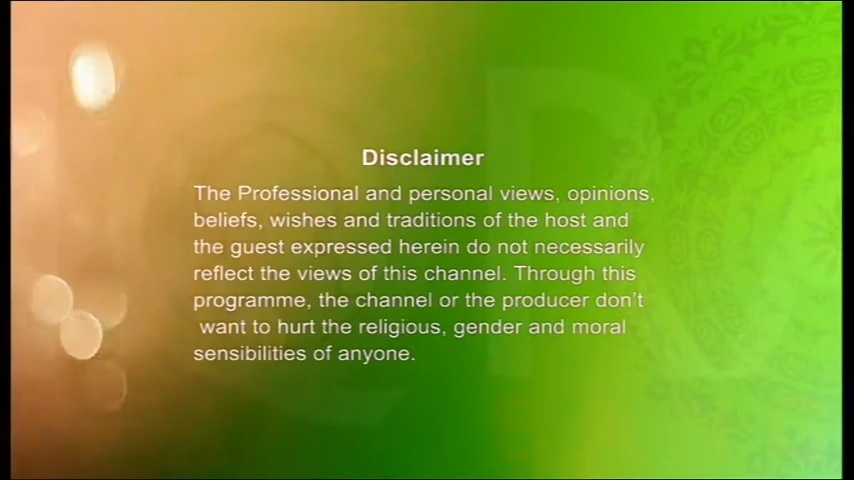 Disclaimer
The Professional and personal views, opinions,
beliefs, wishes and traditions of the host and
the guest expressed herein do not necessarily
reflect the views of this channel. Through this
programme, the channel or the producer don't
want to hurt the religious, gender and moral
sensibilities of anyone.